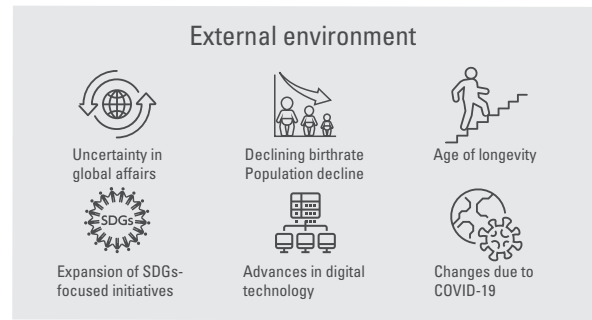 External environment
Uncertainty in
global affairs
Declining birthrate
Population decline
Age of longevity
SDGs
Expansion of SDGs-
focused initiatives
Advances in digital
technology
Changes due to
COVID-19